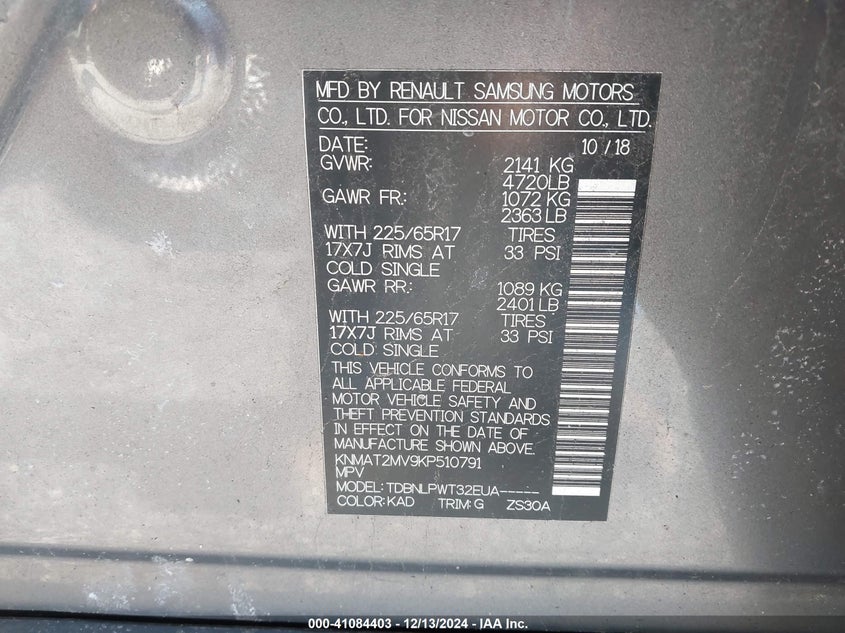 MFD BY RENAULT SAMSUNG MOTORS
CO., LTD. FOR NISSAN MOTOR CO., LTD.
DATE: 10 / 18
GVWR: 2141 KG
4720LB
GAWR FR: 1072 KG
2363 LB
WITH 225/65R17 TIRES
17X7J RIMS AT 33 PSI
COLD SINGLE
GAWR RR: 1089 KG
2401 LB
WITH 225/65R17 TIRES
17X7J RIMS AT 33 PSI
COLD SINGLE
THIS VEHICLE CONFORMS TO
ALL APPLICABLE FEDERAL
MOTOR VEHICLE SAFETY AND
THEFT PREVENTION STANDARDS
IN EFFECT ON THE DATE OF
MANUFACTURE SHOWN ABOVE.
KNMAT2MV9KP510791
MPV
MODEL: TDBNLPWT32EUA-----
COLOR: KAD TRIM: G ZS30A
000-41084403 - 12/13/2024 - IAA Inc.